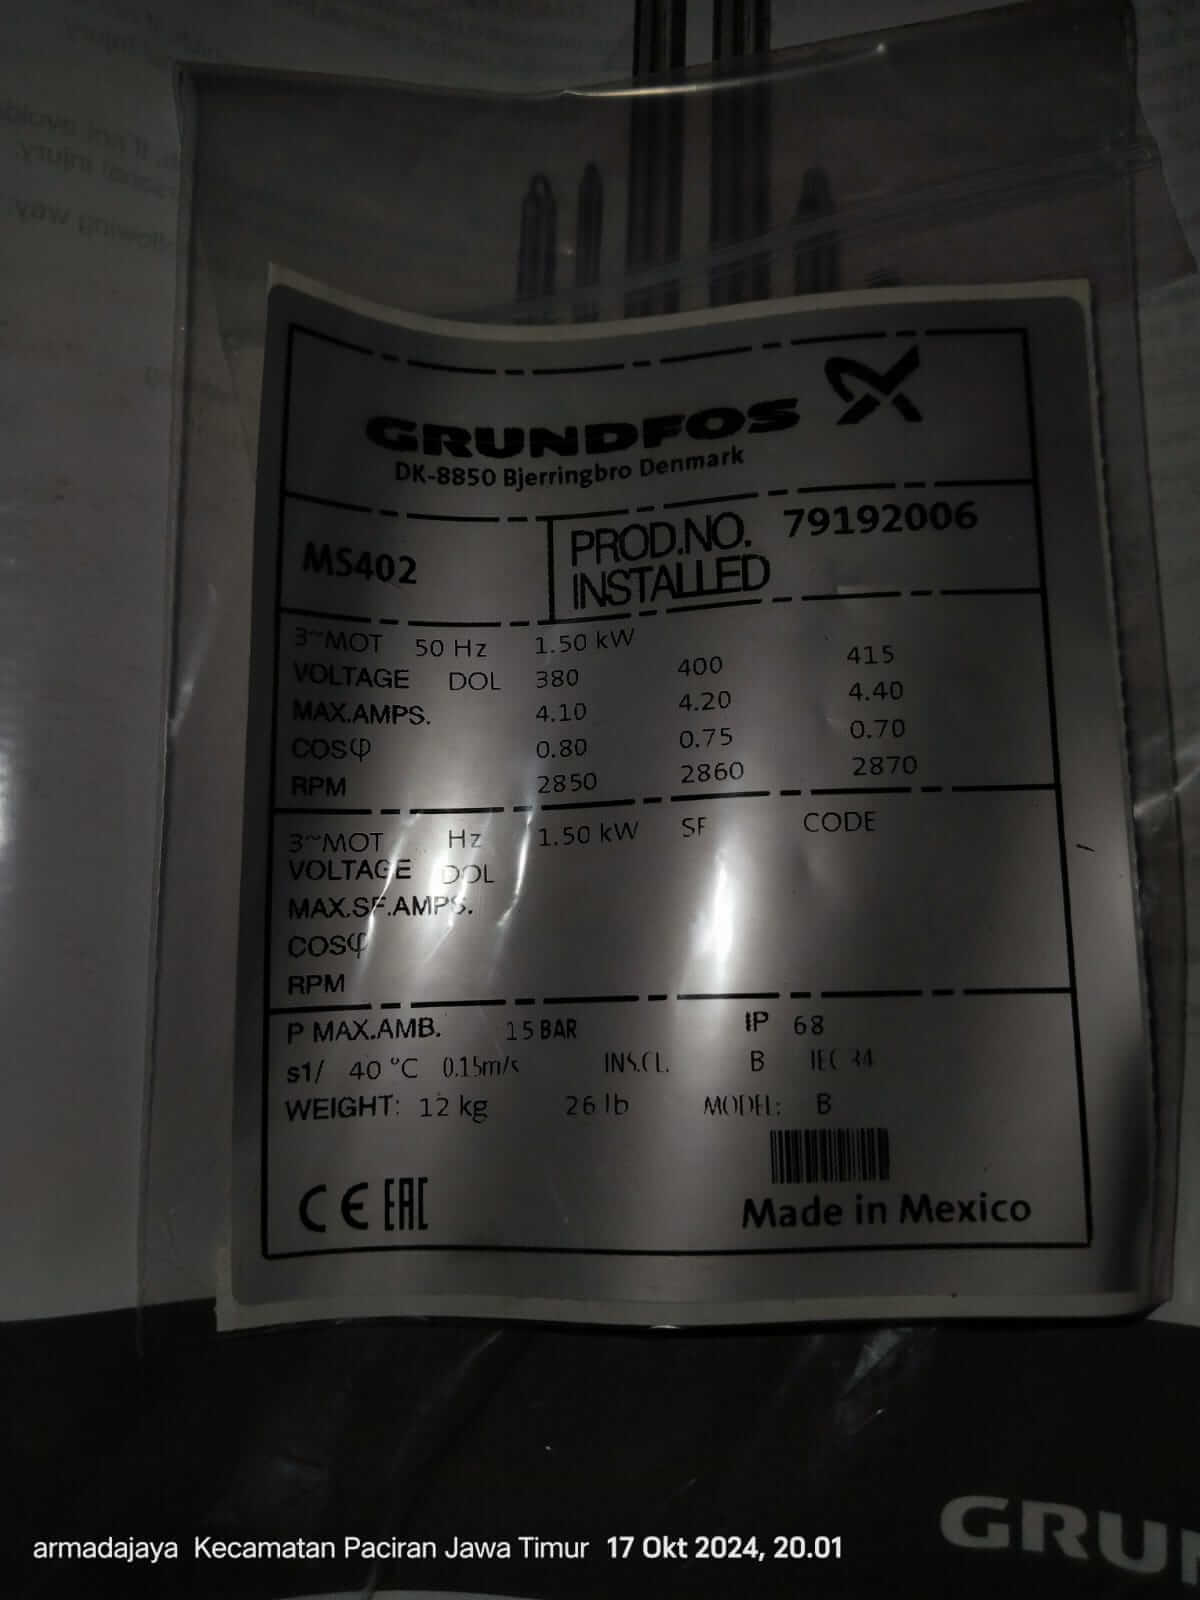 GRUNDFOS
DK-8850 Bjerringbro Denmark
MS402
PROD.NO. 79192006
INSTALLED
3~MOT 50 Hz 1.50 kW
VOLTAGE DOL 380 400 415
MAX.AMPS. 4.10 4.20 4.40
COSφ 0.80 0.75 0.70
RPM 2850 2860 2870
3~MOT Hz 1.50 kW SF CODE
VOLTAGE DOL
MAX.SF.AMPS.
COSφ
RPM
P MAX.AMB. 15 BAR IP 68
s1/ 40 °C 0.15m/s INS.CL. B IEC 34
WEIGHT: 12 kg 26 lb MODEL: B
CE EAC
Made in Mexico
GRUN
armadajaya Kecamatan Paciran Jawa Timur 17 Okt 2024, 20.01